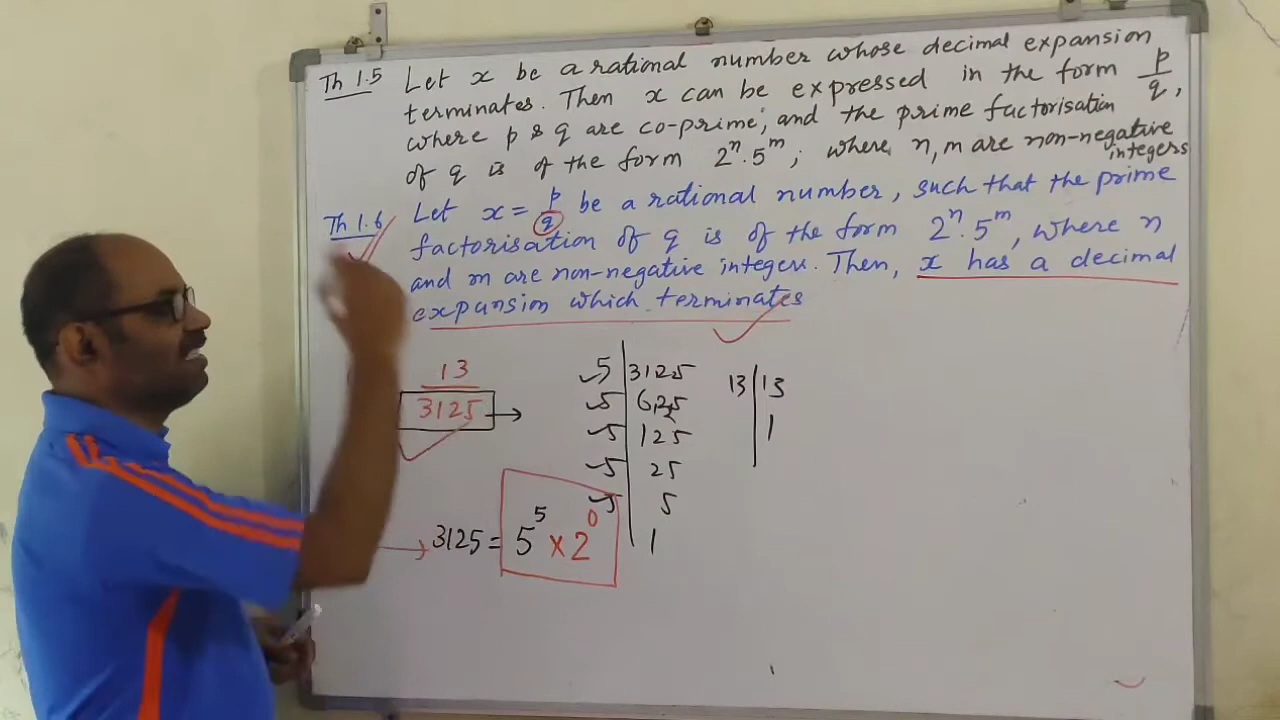 Th 1.5 Let x be a rational number whose decimal expansion
terminates. Then x can be expressed in the form p/q,
where p & q are co-prime, and the prime factorisation
of q is of the form 2^n. 5^m; where n, m are non-negative
integers
Th 1.6 Let x = p/q be a rational number, such that the prime
factorisation of q is of the form 2^n. 5^m, where n
and m are non-negative integers. Then, x has a decimal
expansion which terminates
13
3125 →
5 | 3125
5 | 625
5 | 125
5 | 25
5 | 5
1
13 | 13
1
→ 3125 = 5^5 × 2^0